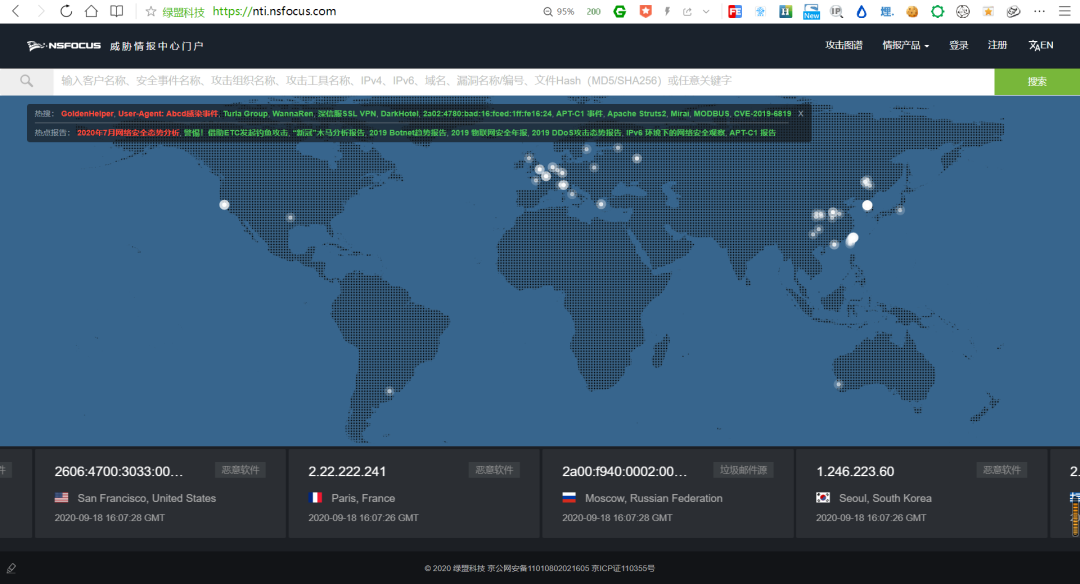 绿盟科技 https://nti.nsfocus.com 95% 200
NSFOCUS 威胁情报中心门户 攻击图谱 情报产品 登录 注册 文AEN
输入客户名称、安全事件名称、攻击组织名称、攻击工具名称、IPv4、IPv6、域名、漏洞名称/编号、文件Hash（MD5/SHA256）或任意关键字 搜索
热搜： GoldenHelper, User-Agent: Abcd感染事件, Turla Group, WannaRen, 深信服SSL VPN, DarkHotel, 2a02:4780:bad:16:fced:1ff:fe16:24, APT-C1 事件, Apache Struts2, Mirai, MODBUS, CVE-2019-6819 X
热点报告： 2020年7月网络安全态势分析, 警惕！借助ETC发起钓鱼攻击, “新冠”木马分析报告, 2019 Botnet趋势报告, 2019 物联网安全年报, 2019 DDoS攻击态势报告, IPv6 环境下的网络安全观察, APT-C1 报告
件 2606:4700:3033:00... 恶意软件 2.22.222.241 恶意软件 2a00:f940:0002:00... 垃圾邮件源 1.246.223.60 恶意软件 2.
San Francisco, United States Paris, France Moscow, Russian Federation Seoul, South Korea
2020-09-18 16:07:28 GMT 2020-09-18 16:07:26 GMT 2020-09-18 16:07:28 GMT 2020-09-18 16:07:26 GMT
© 2020 绿盟科技 京公网安备11010802021605 京ICP证110355号